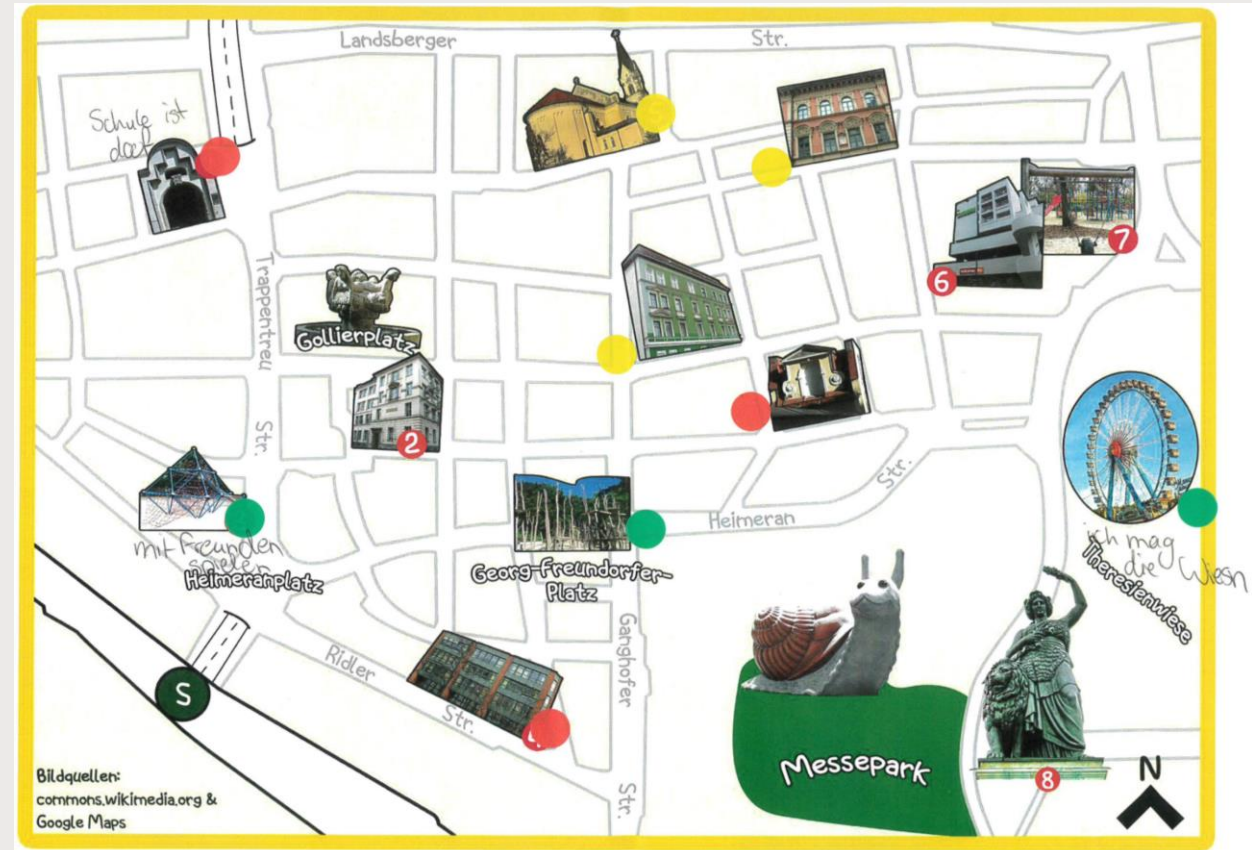 Landsberger Str.
Schule ist
dort
Trappentreu Str.
Gollierplatz
7
6
2
Heimeran Str.
mit Freunden
spielen
Heimeranplatz
Georg-Freundorfer-
Platz
ich mag
die Wiesn
Theresienwiese
Ganghofer Str.
Ridler Str.
S
Messepark
8
N
Bildquellen:
commons.wikimedia.org &
Google Maps